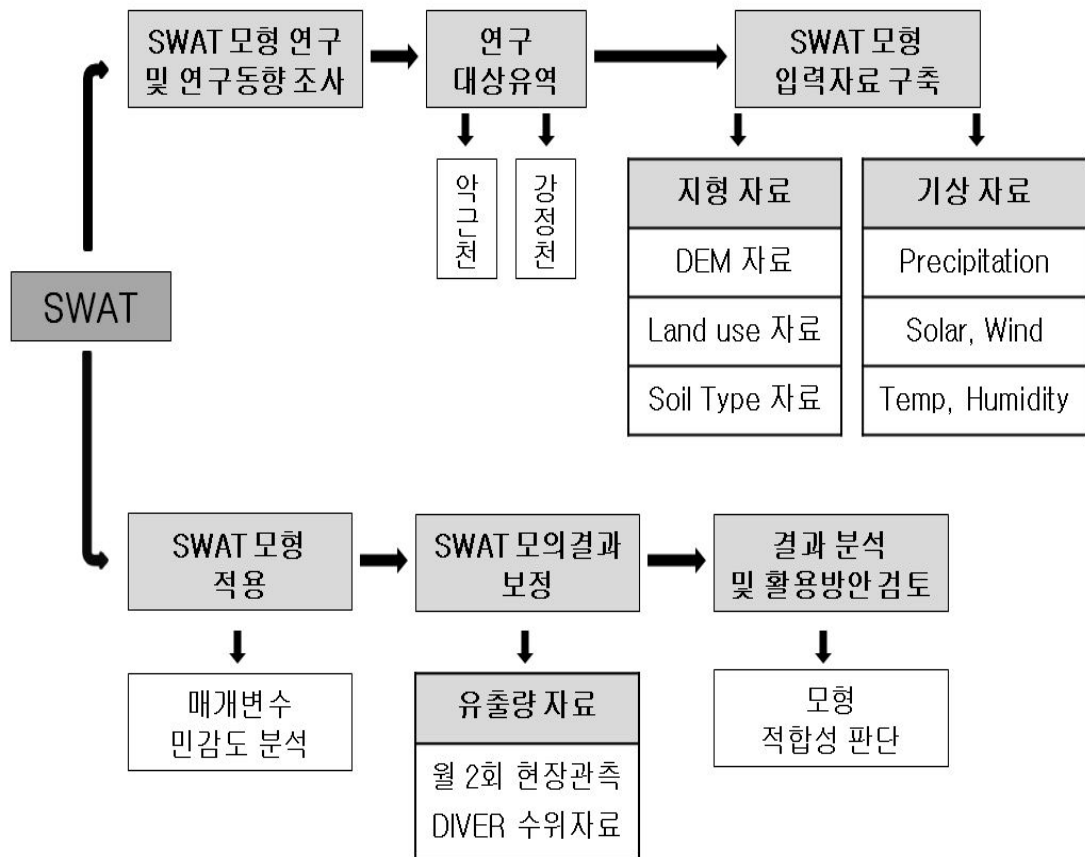 SWAT 모형 연구
및 연구동향 조사
연구
대상유역
SWAT 모형
입력자료 구축
악근천
강정천
지형 자료
DEM 자료
Land use 자료
Soil Type 자료
기상 자료
Precipitation
Solar, Wind
Temp, Humidity
SWAT
SWAT 모형
적용
SWAT 모의결과
보정
결과 분석
및 활용방안 검토
매개변수
민감도 분석
유출량 자료
월 2회 현장관측
DIVER 수위자료
모형
적합성 판단